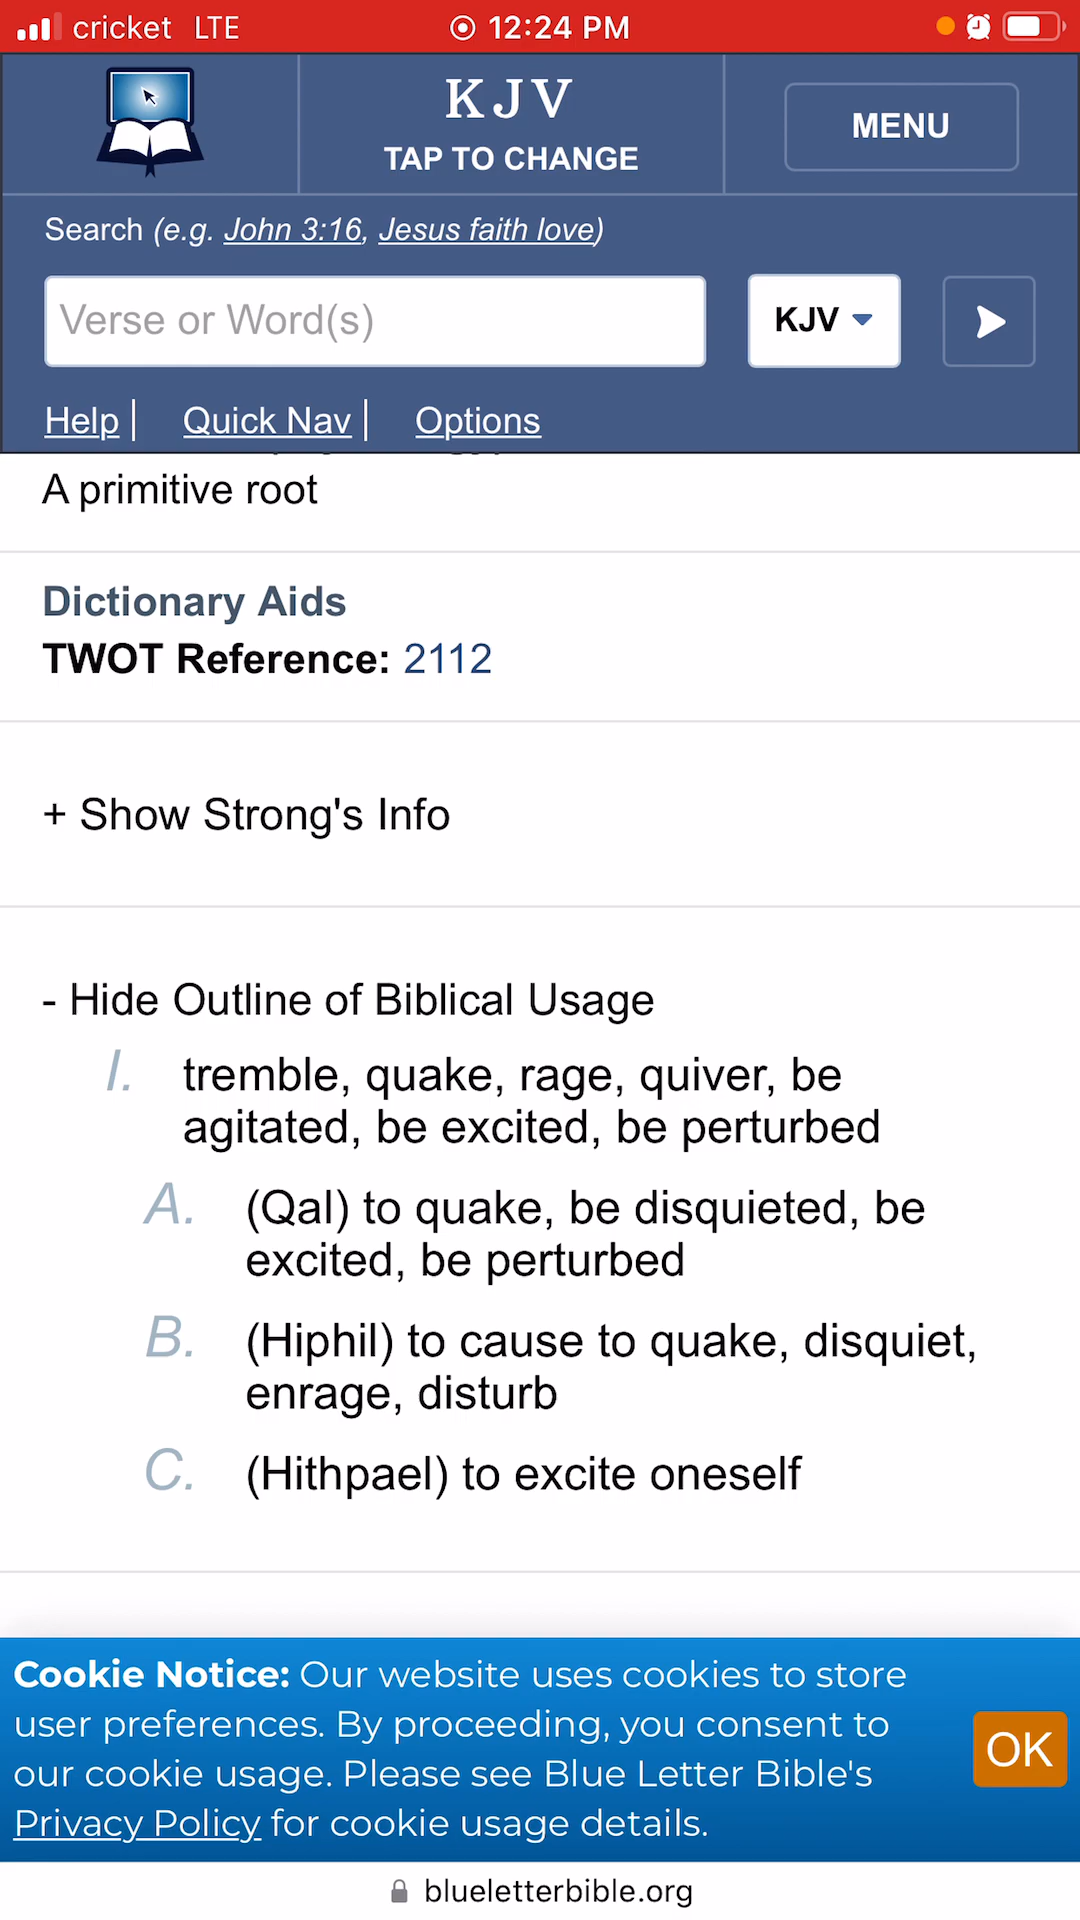 cricket LTE 12:24 PM
KJV
TAP TO CHANGE
MENU
Search (e.g. John 3:16, Jesus faith love)
Verse or Word(s)
KJV
Help| Quick Nav| Options
A primitive root
Dictionary Aids
TWOT Reference: 2112
+ Show Strong's Info
- Hide Outline of Biblical Usage
I. tremble, quake, rage, quiver, be
agitated, be excited, be perturbed
A. (Qal) to quake, be disquieted, be
excited, be perturbed
B. (Hiphil) to cause to quake, disquiet,
enrage, disturb
C. (Hithpael) to excite oneself
Cookie Notice: Our website uses cookies to store
user preferences. By proceeding, you consent to
our cookie usage. Please see Blue Letter Bible's
Privacy Policy for cookie usage details.
OK
blueletterbible.org